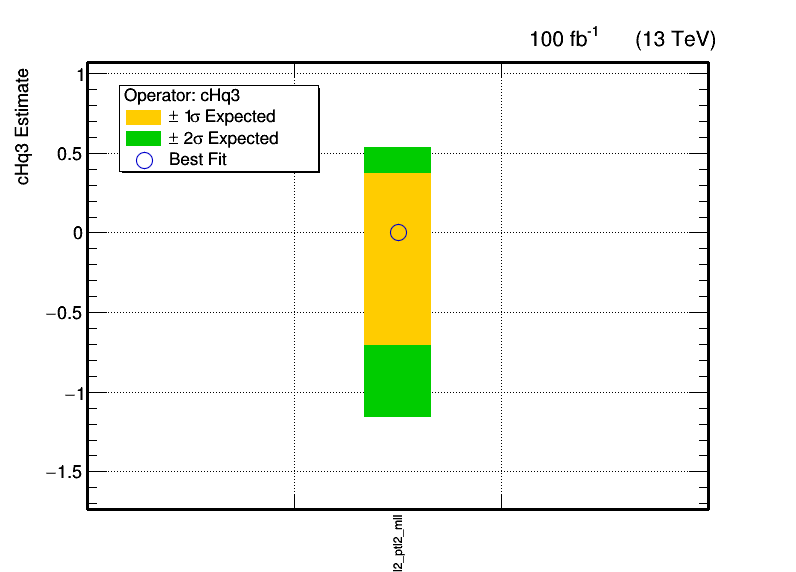 100 fb-1 (13 TeV)
cHq3 Estimate
1
0.5
0
−0.5
−1
−1.5
Operator: cHq3
± 1σ Expected
± 2σ Expected
Best Fit
l2_ptl2_mll